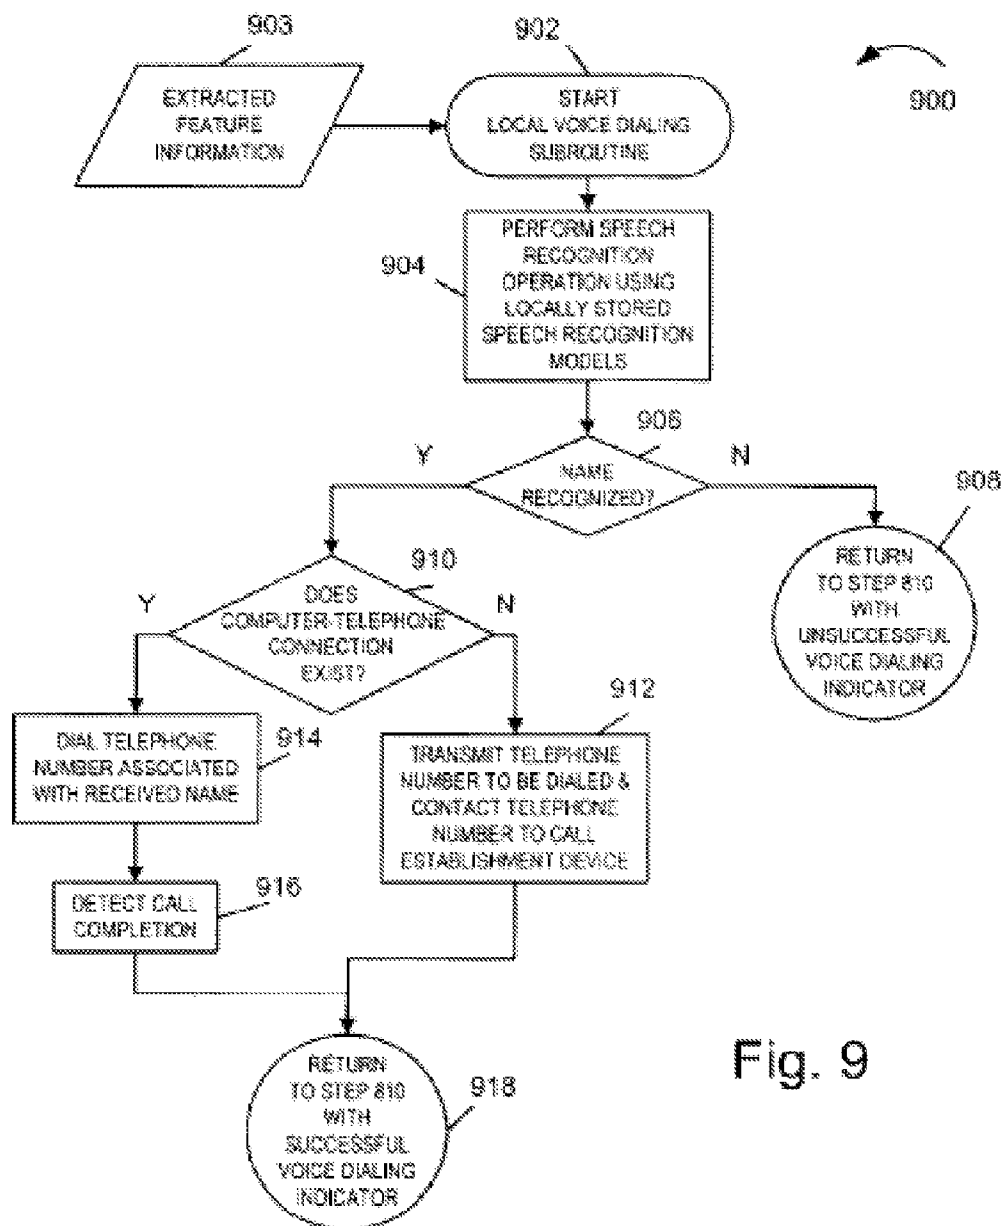 903
902
900
EXTRACTED
FEATURE
INFORMATION
START
LOCAL VOICE DIALING
SUBROUTINE
904
PERFORM SPEECH
RECOGNITION
OPERATION USING
LOCALLY STORED
SPEECH RECOGNITION
MODELS
906
Y
N
NAME
RECOGNIZED?
908
RETURN
TO STEP 810
WITH
UNSUCCESSFUL
VOICE DIALING
INDICATOR
910
Y
N
DOES
COMPUTER-TELEPHONE
CONNECTION
EXIST?
912
914
DIAL TELEPHONE
NUMBER ASSOCIATED
WITH RECEIVED NAME
TRANSMIT TELEPHONE
NUMBER TO BE DIALED &
CONTACT TELEPHONE
NUMBER TO CALL
ESTABLISHMENT DEVICE
916
DETECT CALL
COMPLETION
918
RETURN
TO STEP 810
WITH
SUCCESSFUL
VOICE DIALING
INDICATOR
Fig. 9